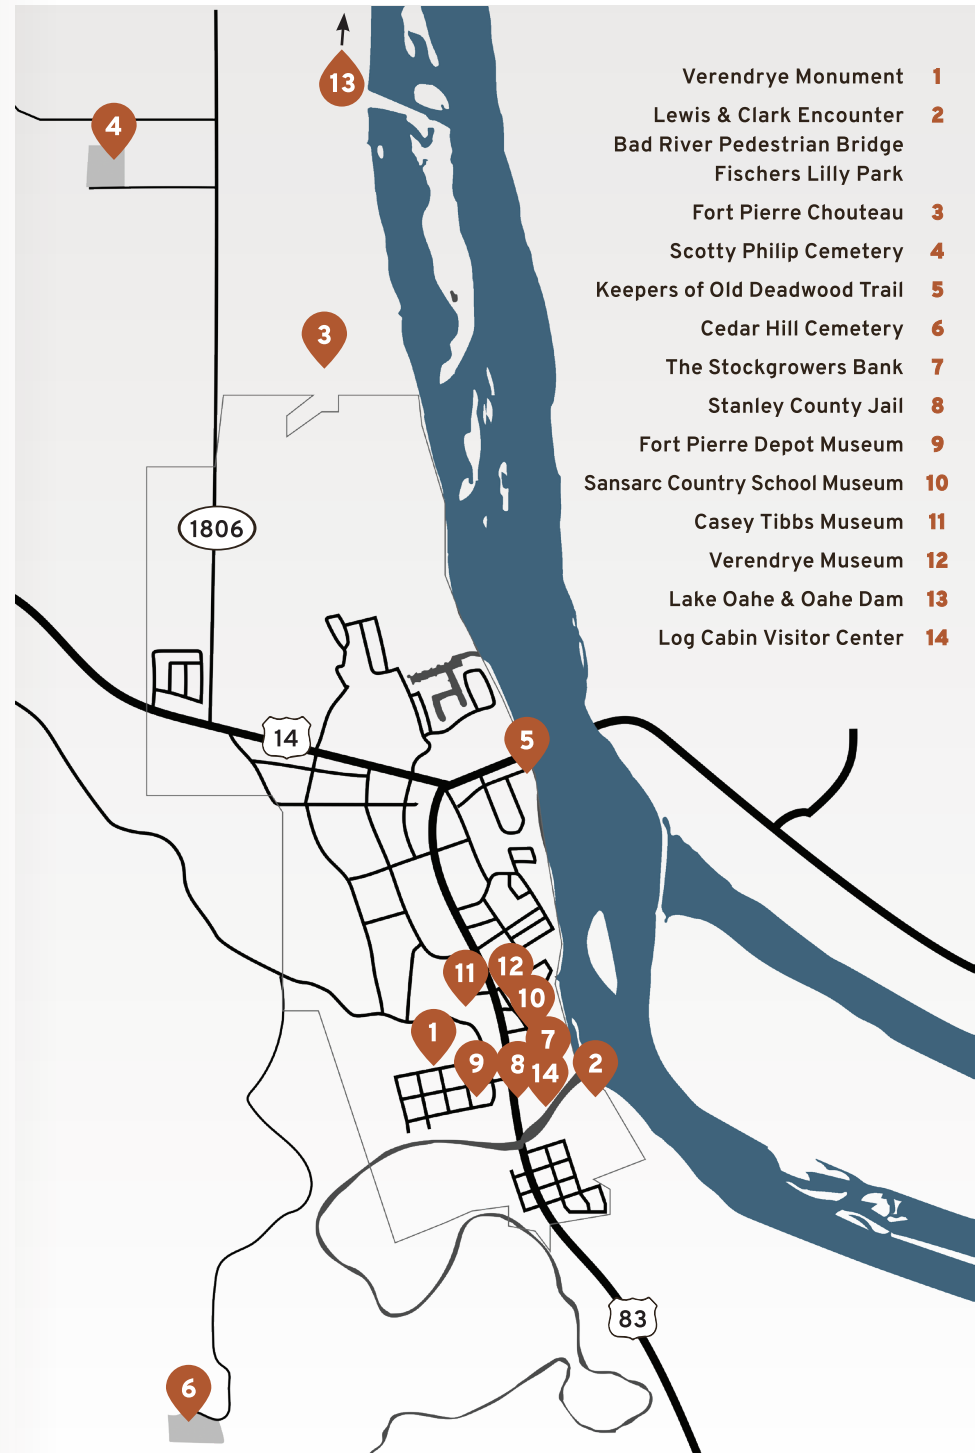 Verendrye Monument 1
Lewis & Clark Encounter 2
Bad River Pedestrian Bridge
Fischers Lilly Park
Fort Pierre Chouteau 3
Scotty Philip Cemetery 4
Keepers of Old Deadwood Trail 5
Cedar Hill Cemetery 6
The Stockgrowers Bank 7
Stanley County Jail 8
Fort Pierre Depot Museum 9
Sansarc Country School Museum 10
Casey Tibbs Museum 11
Verendrye Museum 12
Lake Oahe & Oahe Dam 13
Log Cabin Visitor Center 14
13
4
3
1806
14
5
11
12
10
1
7
9
8
14
2
83
6